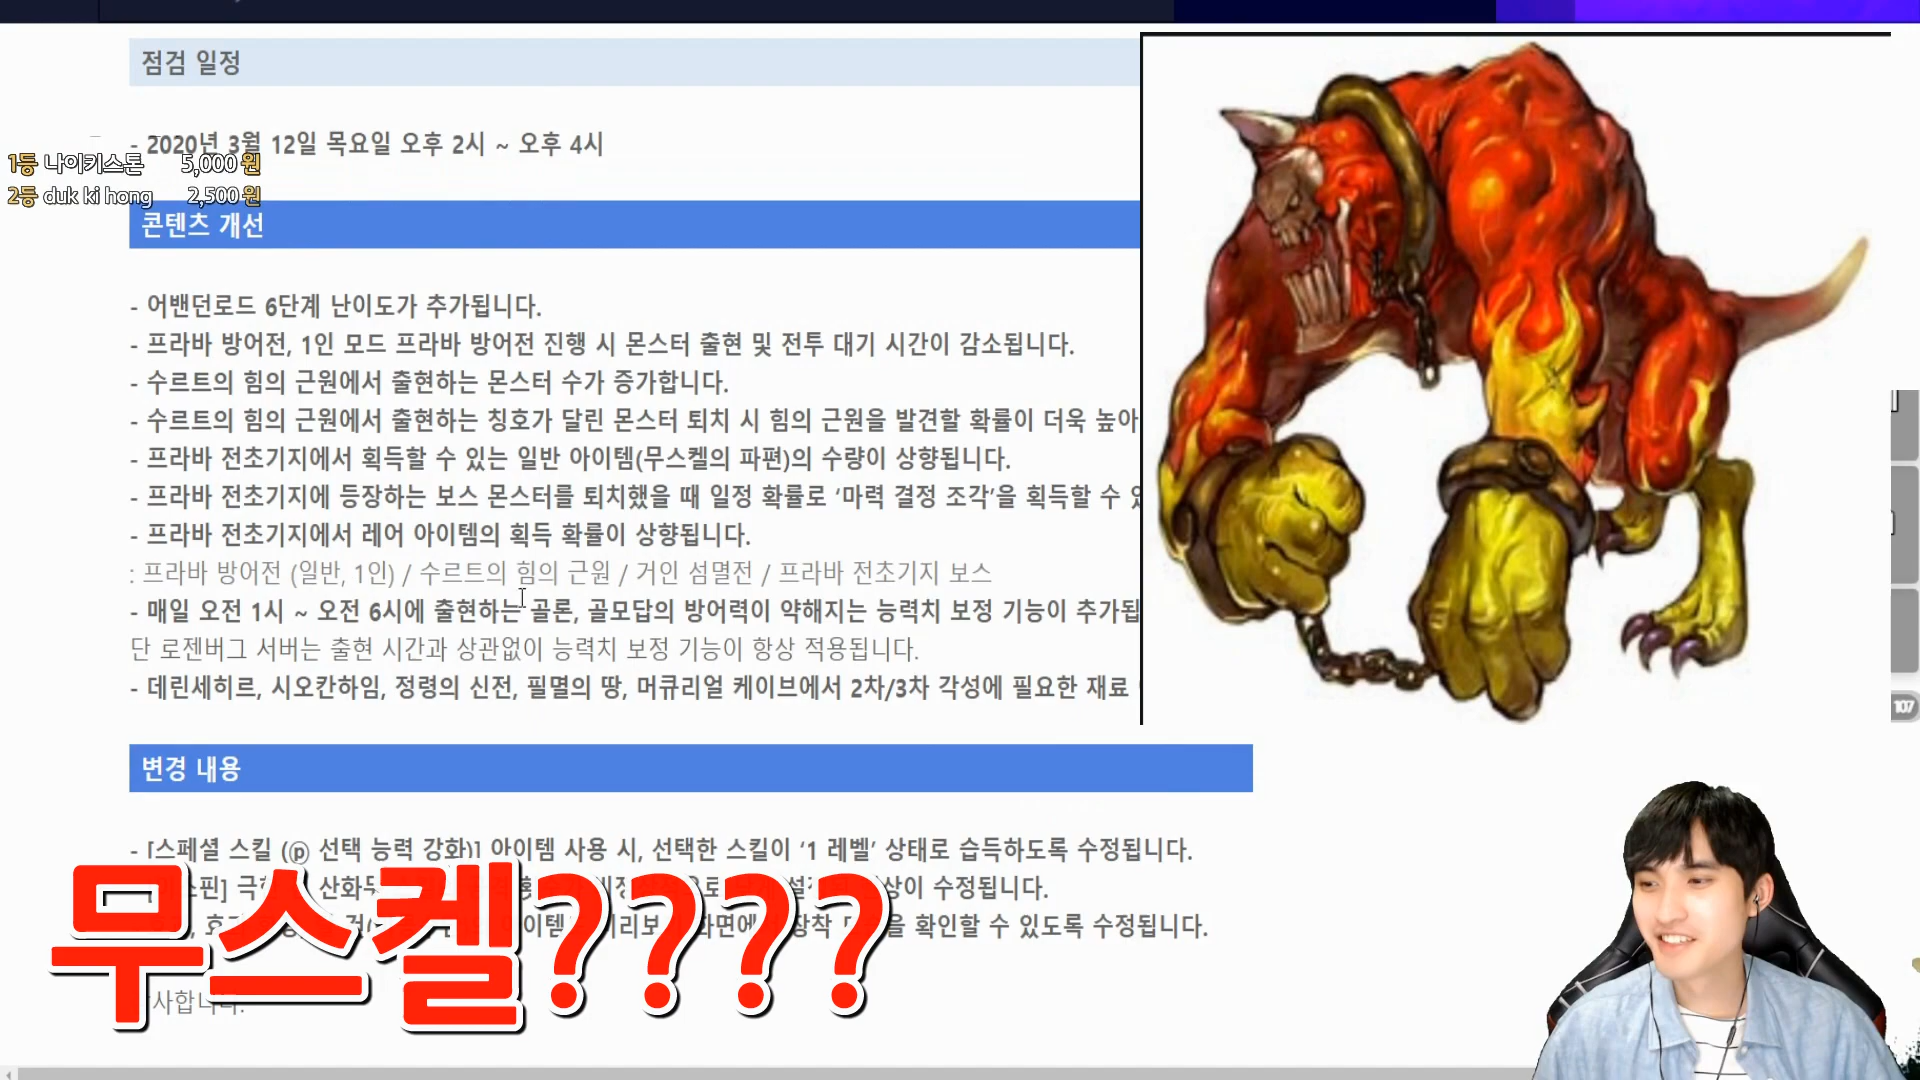 점검 일정
- 2020년 3월 12일 목요일 오후 2시 ~ 오후 4시
1등 나이키스톤 5,000 원
2등 duk ki hong 2,500 원
콘텐츠 개선
- 어밴던로드 6단계 난이도가 추가됩니다.
- 프라바 방어전, 1인 모드 프라바 방어전 진행 시 몬스터 출현 및 전투 대기 시간이 감소됩니다.
- 수르트의 힘의 근원에서 출현하는 몬스터 수가 증가합니다.
- 수르트의 힘의 근원에서 출현하는 칭호가 달린 몬스터 퇴치 시 힘의 근원을 발견할 확률이 더욱 높아
- 프라바 전초기지에서 획득할 수 있는 일반 아이템(무스켈의 파편)의 수량이 상향됩니다.
- 프라바 전초기지에 등장하는 보스 몬스터를 퇴치했을 때 일정 확률로 ‘마력 결정 조각’을 획득할 수
- 프라바 전초기지에서 레어 아이템의 획득 확률이 상향됩니다.
: 프라바 방어전 (일반, 1인) / 수르트의 힘의 근원 / 거인 섬멸전 / 프라바 전초기지 보스
- 매일 오전 1시 ~ 오전 6시에 출현하는 골론, 골모답의 방어력이 약해지는 능력치 보정 기능이 추가됩
단 로젠버그 서버는 출현 시간과 상관없이 능력치 보정 기능이 항상 적용됩니다.
- 데린세히르, 시오칸하임, 정령의 신전, 필멸의 땅, 머큐리얼 케이브에서 2차/3차 각성에 필요한 재료
107
변경 내용
- [스페셜 스킬 (ⓟ 선택 능력 강화)] 아이템 사용 시, 선택한 스킬이 ‘1 레벨’ 상태로 습득하도록 수정됩니다.
스핀] 산화 수정됩니다.
화면에 장착 을 확인할 수 있도록 수정됩니다.
무스켈????
사합니다.